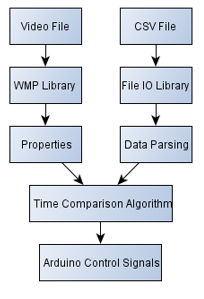 Video File
CSV File
WMP Library
File IO Library
Properties
Data Parsing
Time Comparison Algorithm
Arduino Control Signals